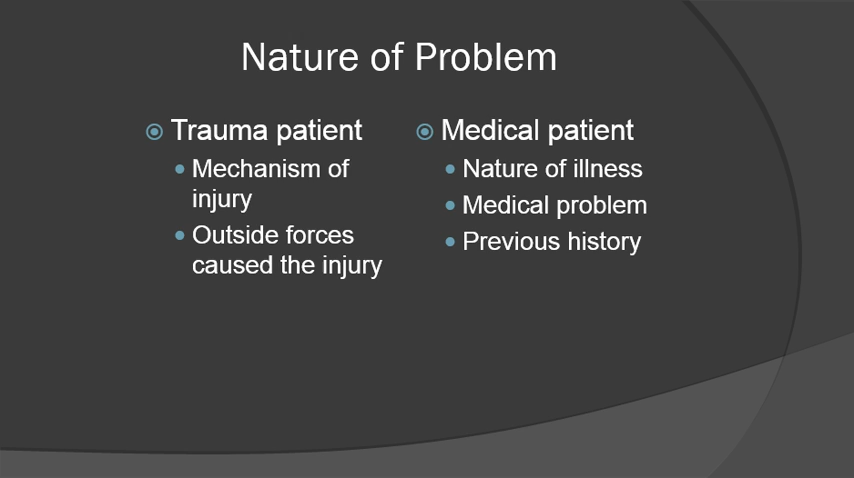 Nature of Problem
Trauma patient
Mechanism of
injury
Outside forces
caused the injury
Medical patient
Nature of illness
Medical problem
Previous history